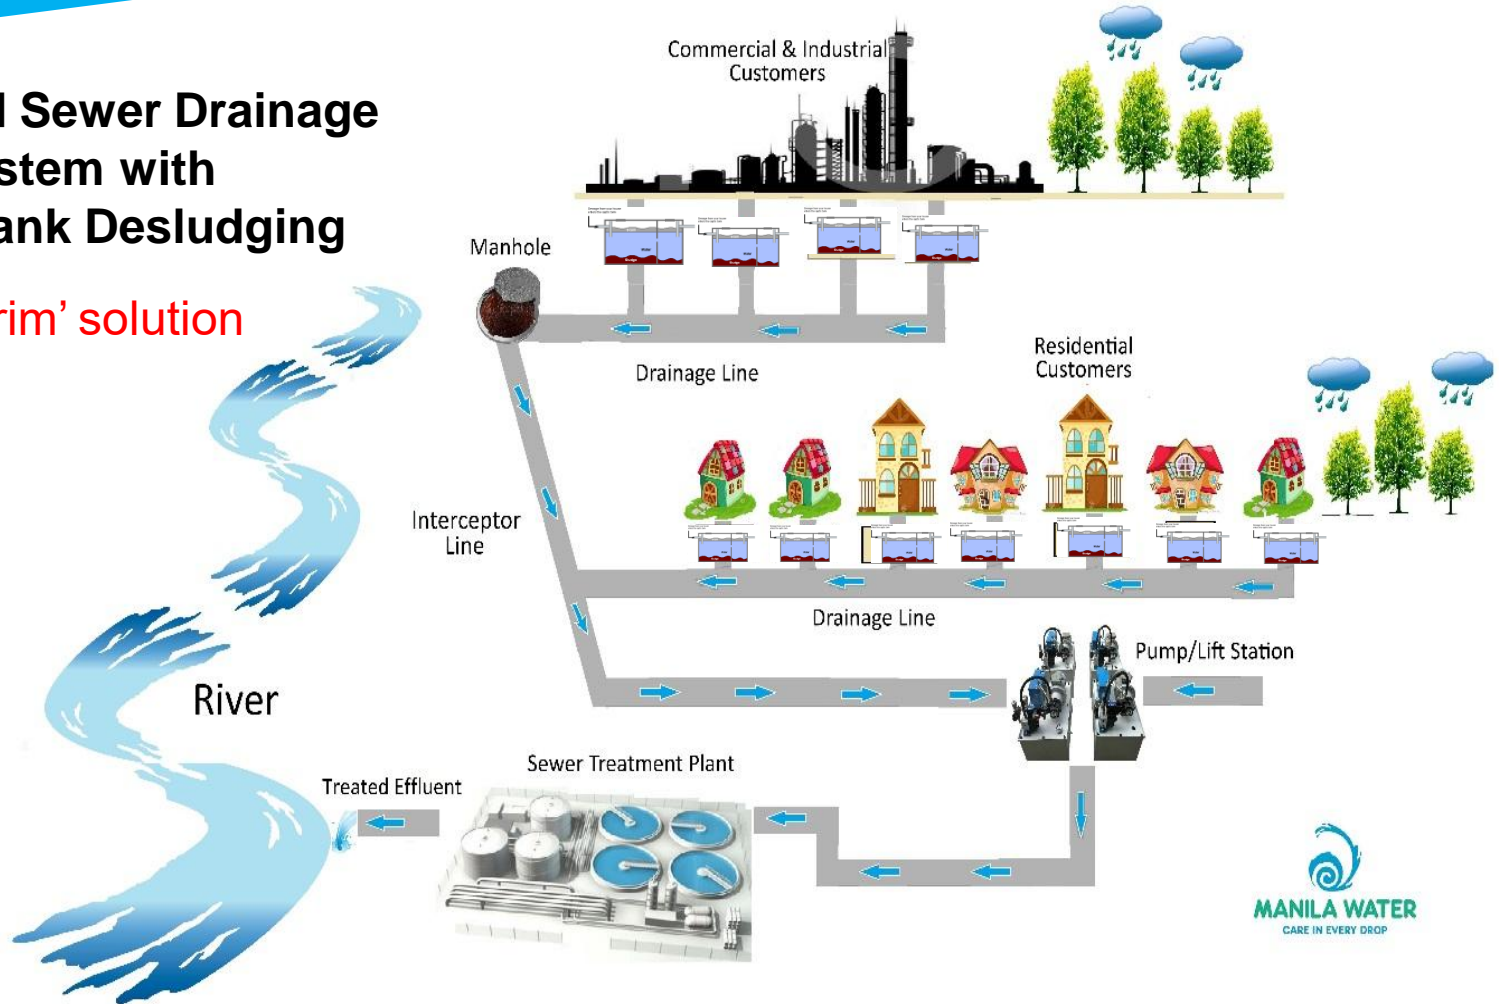 l Sewer Drainage
stem with
ank Desludging
rim’ solution
Commercial & Industrial
Customers
Manhole
Drainage Line
Residential
Customers
Interceptor
Line
Drainage Line
Pump/Lift Station
River
Sewer Treatment Plant
Treated Effluent
MANILA WATER
CARE IN EVERY DROP